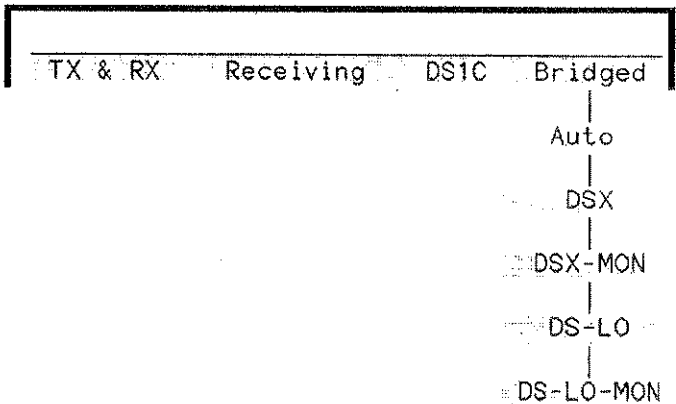 TX & RX Receiving DS1C Bridged
Auto
DSX
DSX-MON
DS-LO
DS-LO-MON